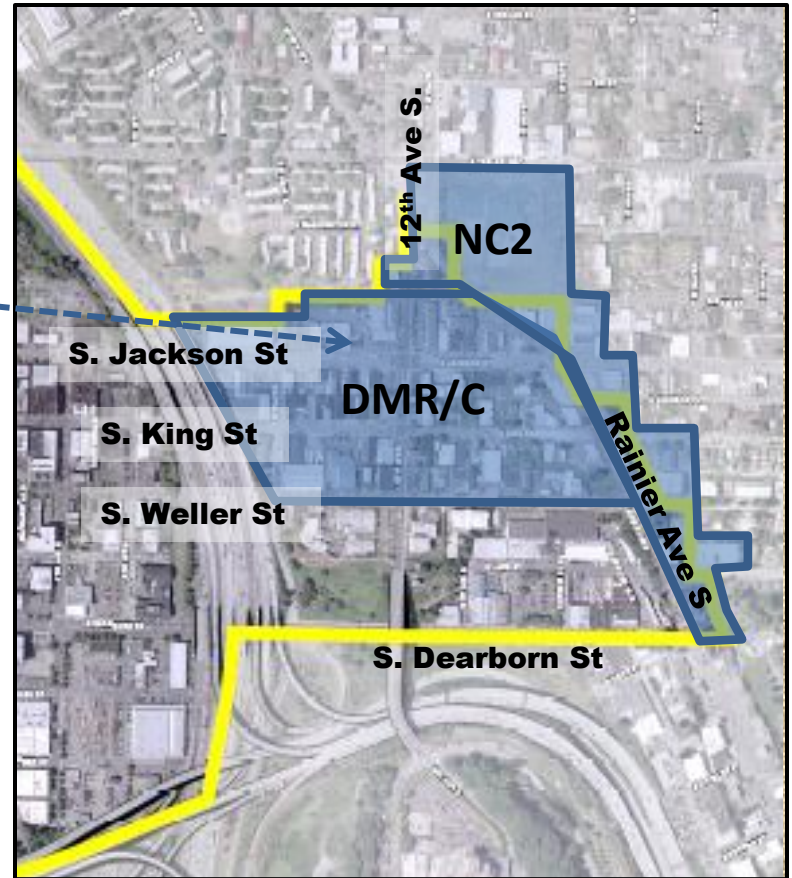 12th Ave S.
NC2
S. Jackson St
DMR/C
S. King St
Rainier Ave S
S. Weller St
S. Dearborn St